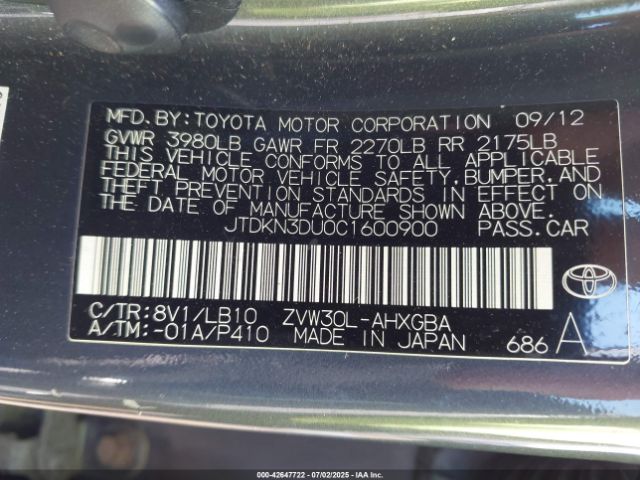 MFD. BY: TOYOTA MOTOR CORPORATION 09/12
GVWR 3980LB GAWR FR 2270LB RR 2175LB
THIS VEHICLE CONFORMS TO ALL APPLICABLE
FEDERAL MOTOR VEHICLE SAFETY, BUMPER, AND
THEFT PREVENTION STANDARDS IN EFFECT ON
THE DATE OF MANUFACTURE SHOWN ABOVE.
JTDKN3DU0C1600900 PASS.CAR
C/TR: 8V1/LB10 ZVW30L-AHXGBA
A/TM: -01A/P410 MADE IN JAPAN 686 A
000-42647722 | 07/02/2025 | IAAI.COM